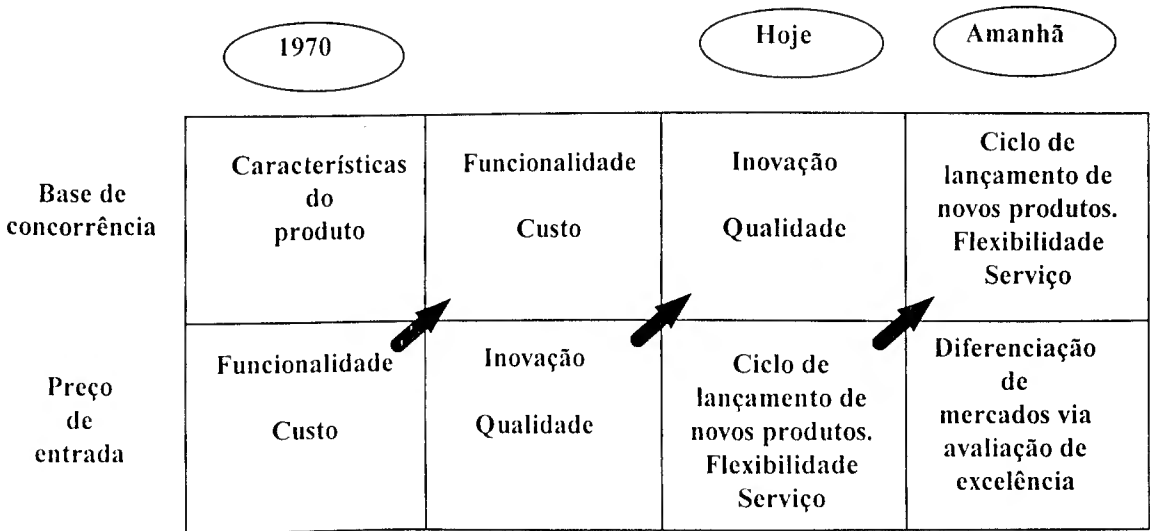 1970
Hoje
Amanhã
Base de
concorrência
Características
do
produto
Funcionalidade
Custo
Inovação
Qualidade
Ciclo de
lançamento de
novos produtos.
Flexibilidade
Serviço
Preço
de
entrada
Funcionalidade
Custo
Inovação
Qualidade
Ciclo de
lançamento de
novos produtos.
Flexibilidade
Serviço
Diferenciação
de
mercados via
avaliação de
excelência